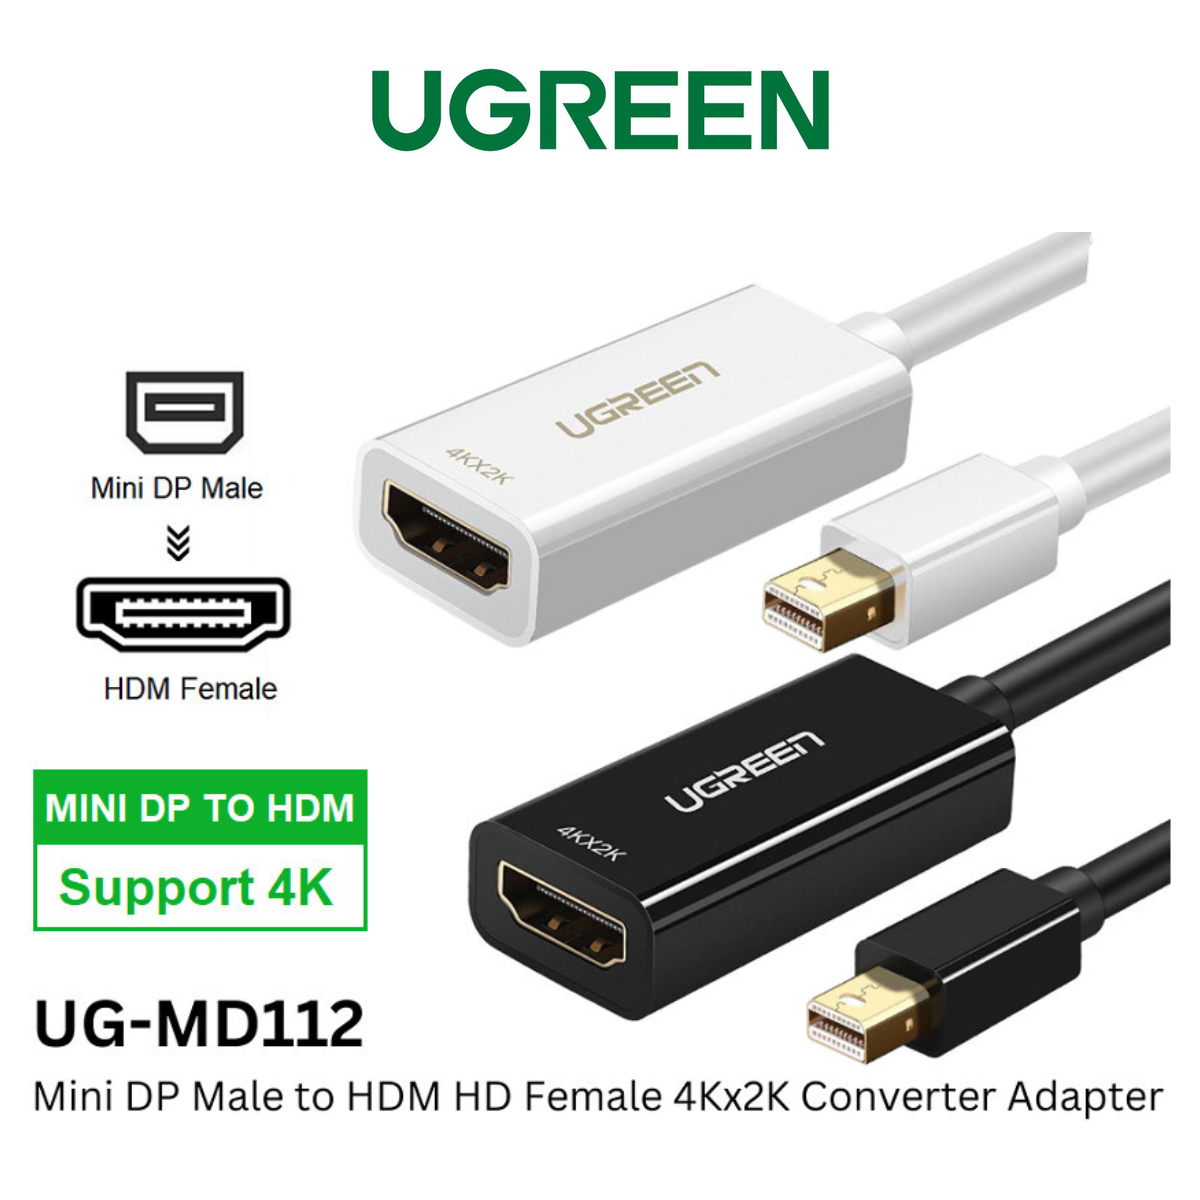 UGREEN
UGREEN
4KX2K
Mini DP Male
HDM Female
UGREEN
4KX2K
MINI DP TO HDM
Support 4K
UG-MD112
Mini DP Male to HDM HD Female 4Kx2K Converter Adapter